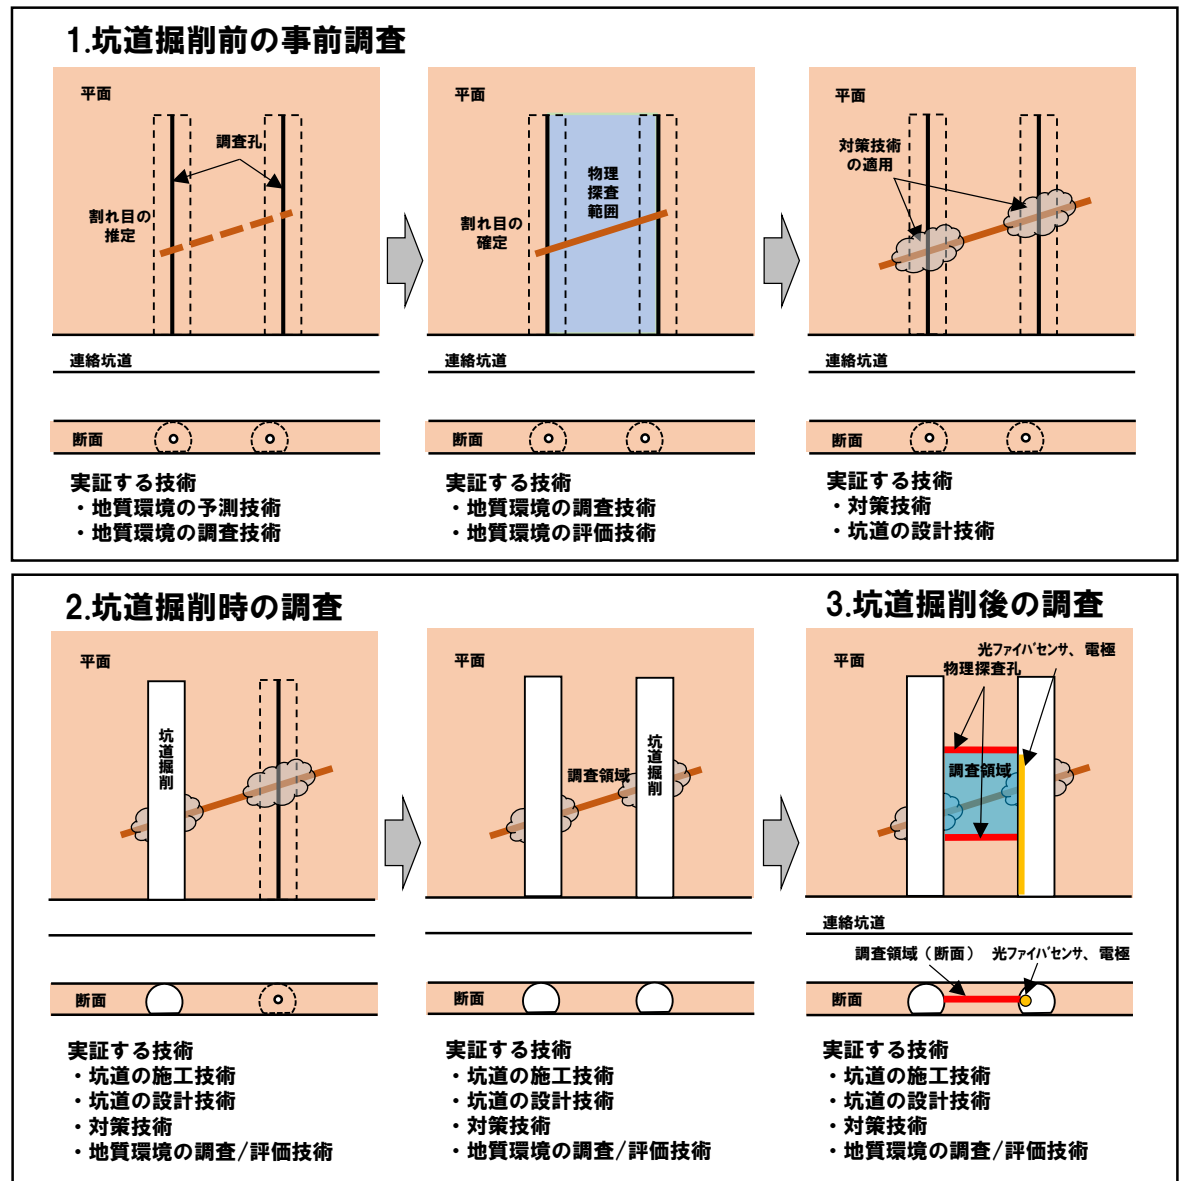 1.坑道掘削前の事前調査
平面
調査孔
割れ目の
推定
連絡坑道
断面
実証する技術
・地質環境の予測技術
・地質環境の調査技術
平面
物理
探査
範囲
割れ目の
確定
連絡坑道
断面
実証する技術
・地質環境の調査技術
・地質環境の評価技術
平面
対策技術
の適用
連絡坑道
断面
実証する技術
・対策技術
・坑道の設計技術
2.坑道掘削時の調査
平面
坑道掘削
断面
実証する技術
・坑道の施工技術
・坑道の設計技術
・対策技術
・地質環境の調査/評価技術
平面
坑道掘削
調査領域
断面
実証する技術
・坑道の施工技術
・坑道の設計技術
・対策技術
・地質環境の調査/評価技術
3.坑道掘削後の調査
光ファイバセンサ、電極
平面
物理探査孔
調査領域
連絡坑道
調査領域（断面）
光ファイバセンサ、電極
断面
実証する技術
・坑道の施工技術
・坑道の設計技術
・対策技術
・地質環境の調査/評価技術